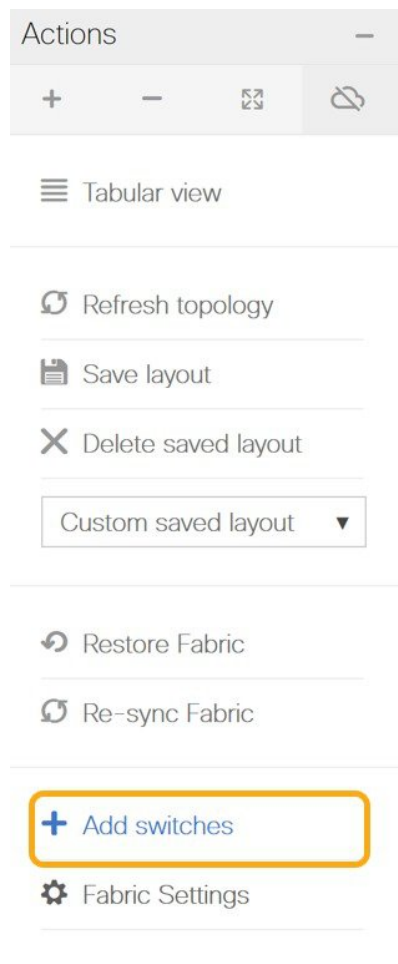 Actions
Tabular view
Refresh topology
Save layout
Delete saved layout
Custom saved layout
Restore Fabric
Re-sync Fabric
Add switches
Fabric Settings